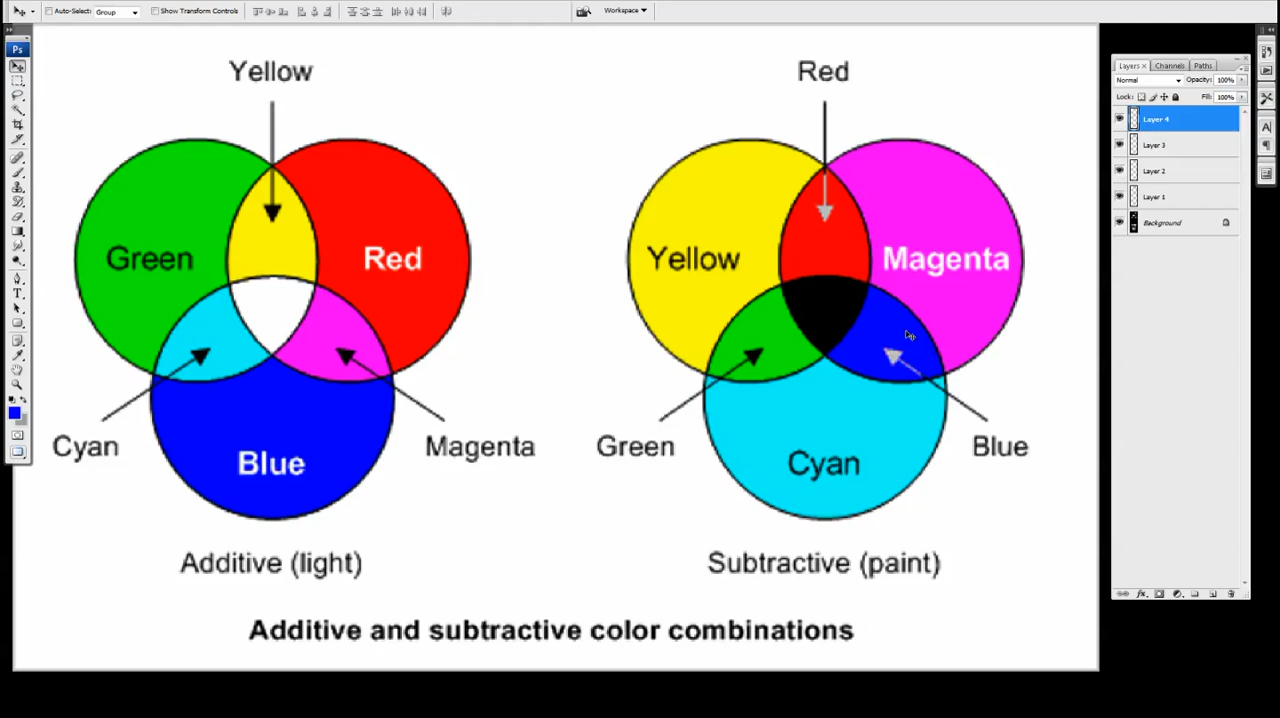 Auto-Select: Group Show Transform Controls Workspace
Ps
Yellow
Red
Green
Red
Yellow
Magenta
Cyan
Magenta
Green
Blue
Blue
Cyan
Additive (light)
Subtractive (paint)
Additive and subtractive color combinations
Layers Channels Paths
Normal Opacity: 100%
Lock: Fill: 100%
Layer 4
Layer 3
Layer 2
Layer 1
Background